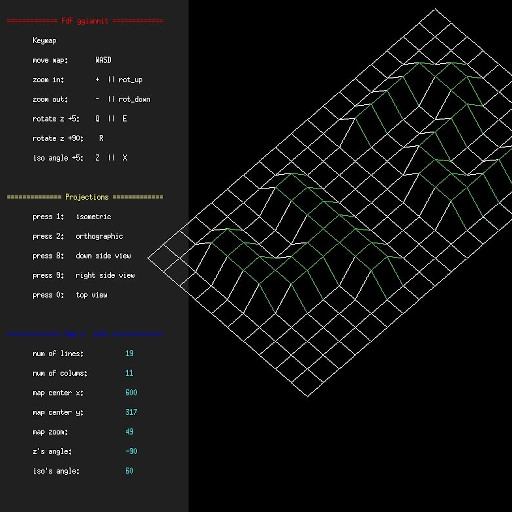 ============ FdF ggiannit ============
Keymap
move map: WASD
zoom in: + || rot_up
zoom out: - || rot_down
rotate z +5: Q || E
rotate z +90: R
iso angle +5: Z || X
============= Projections ============
press 1: isometric
press 2: orthographic
press 8: down side view
press 9: right side view
press 0: top view
num of lines: 19
num of colums: 11
map center x: 600
map center y: 317
map zoom: 49
z's angle: -90
iso's angle: 60